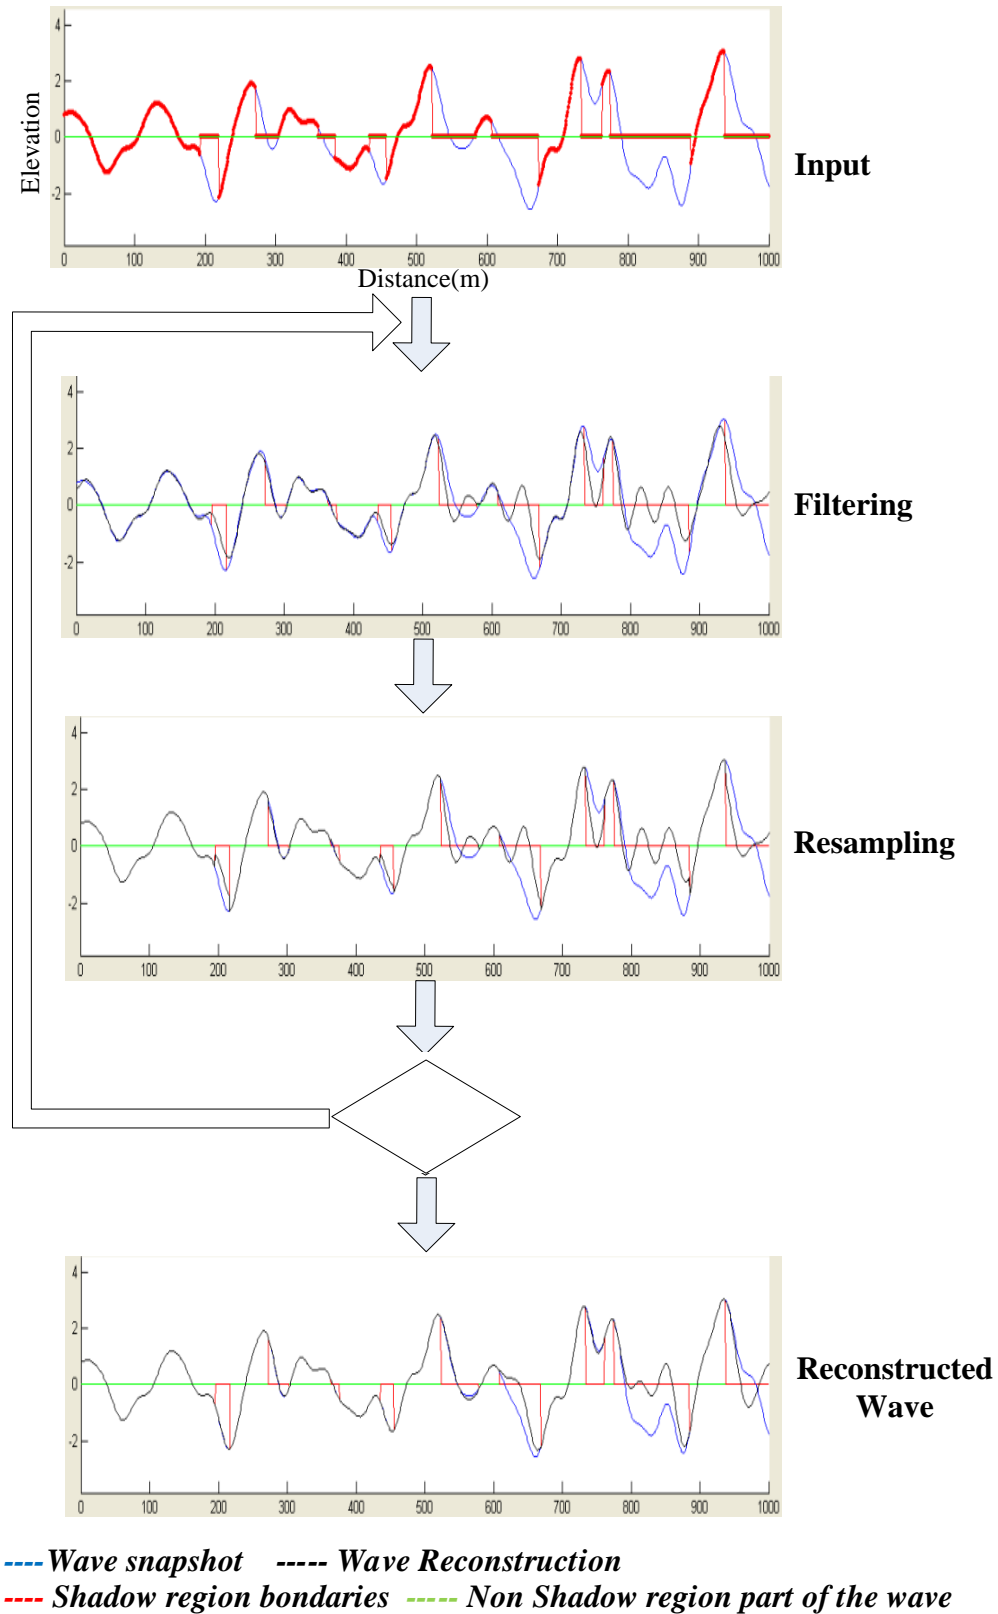 4
2
0
-2
Elevation
0 100 200 300 400 500 600 700 800 900 1000
Distance(m)
Input
4
2
0
-2
0 100 200 300 400 500 600 700 800 900 1000
Filtering
4
2
0
-2
0 100 200 300 400 500 600 700 800 900 1000
Resampling
4
2
0
-2
0 100 200 300 400 500 600 700 800 900 1000
Reconstructed
Wave
---- Wave snapshot ----- Wave Reconstruction
---- Shadow region bondaries ----- Non Shadow region part of the wave